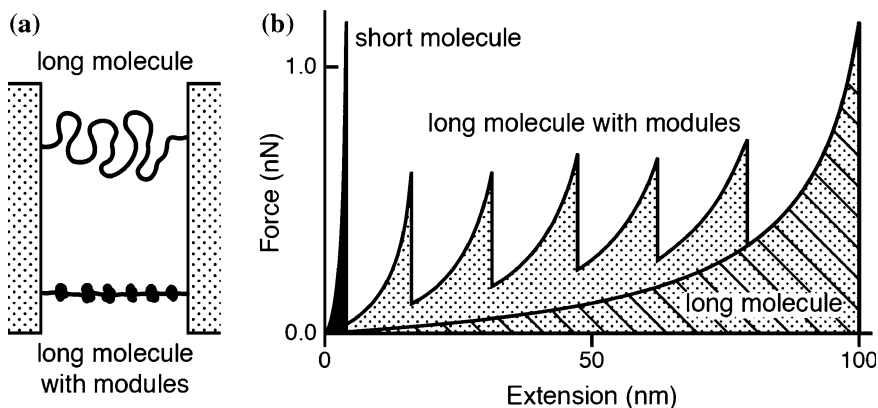 (a)
long molecule
long molecule
with modules
(b)
short molecule
1.0
long molecule with modules
Force (nN)
long molecule
0.0
0
50
100
Extension (nm)